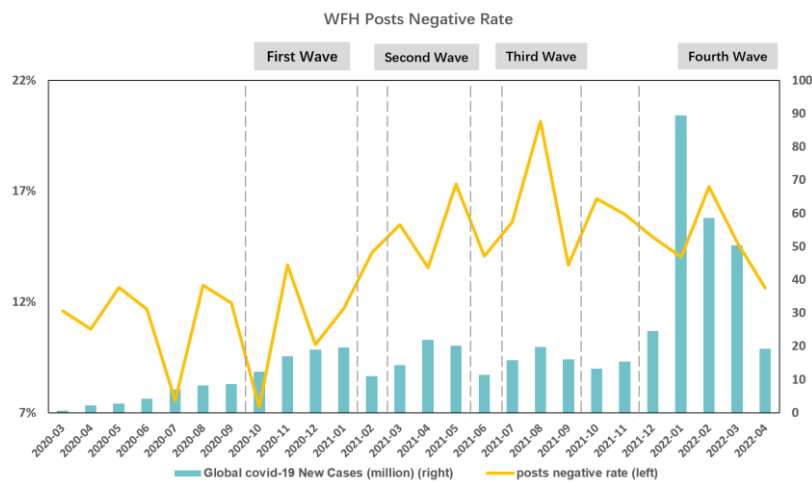 WFH Posts Negative Rate
First Wave Second Wave Third Wave Fourth Wave
22% 100
90
80
17% 70
60
50
12% 40
30
20
10
7% 0
2020-03 2020-04 2020-05 2020-06 2020-07 2020-08 2020-09 2020-10 2020-11 2020-12 2021-01 2021-02 2021-03 2021-04 2021-05 2021-06 2021-07 2021-08 2021-09 2021-10 2021-11 2021-12 2022-01 2022-02 2022-03 2022-04
Global covid-19 New Cases (million) (right) posts negative rate (left)